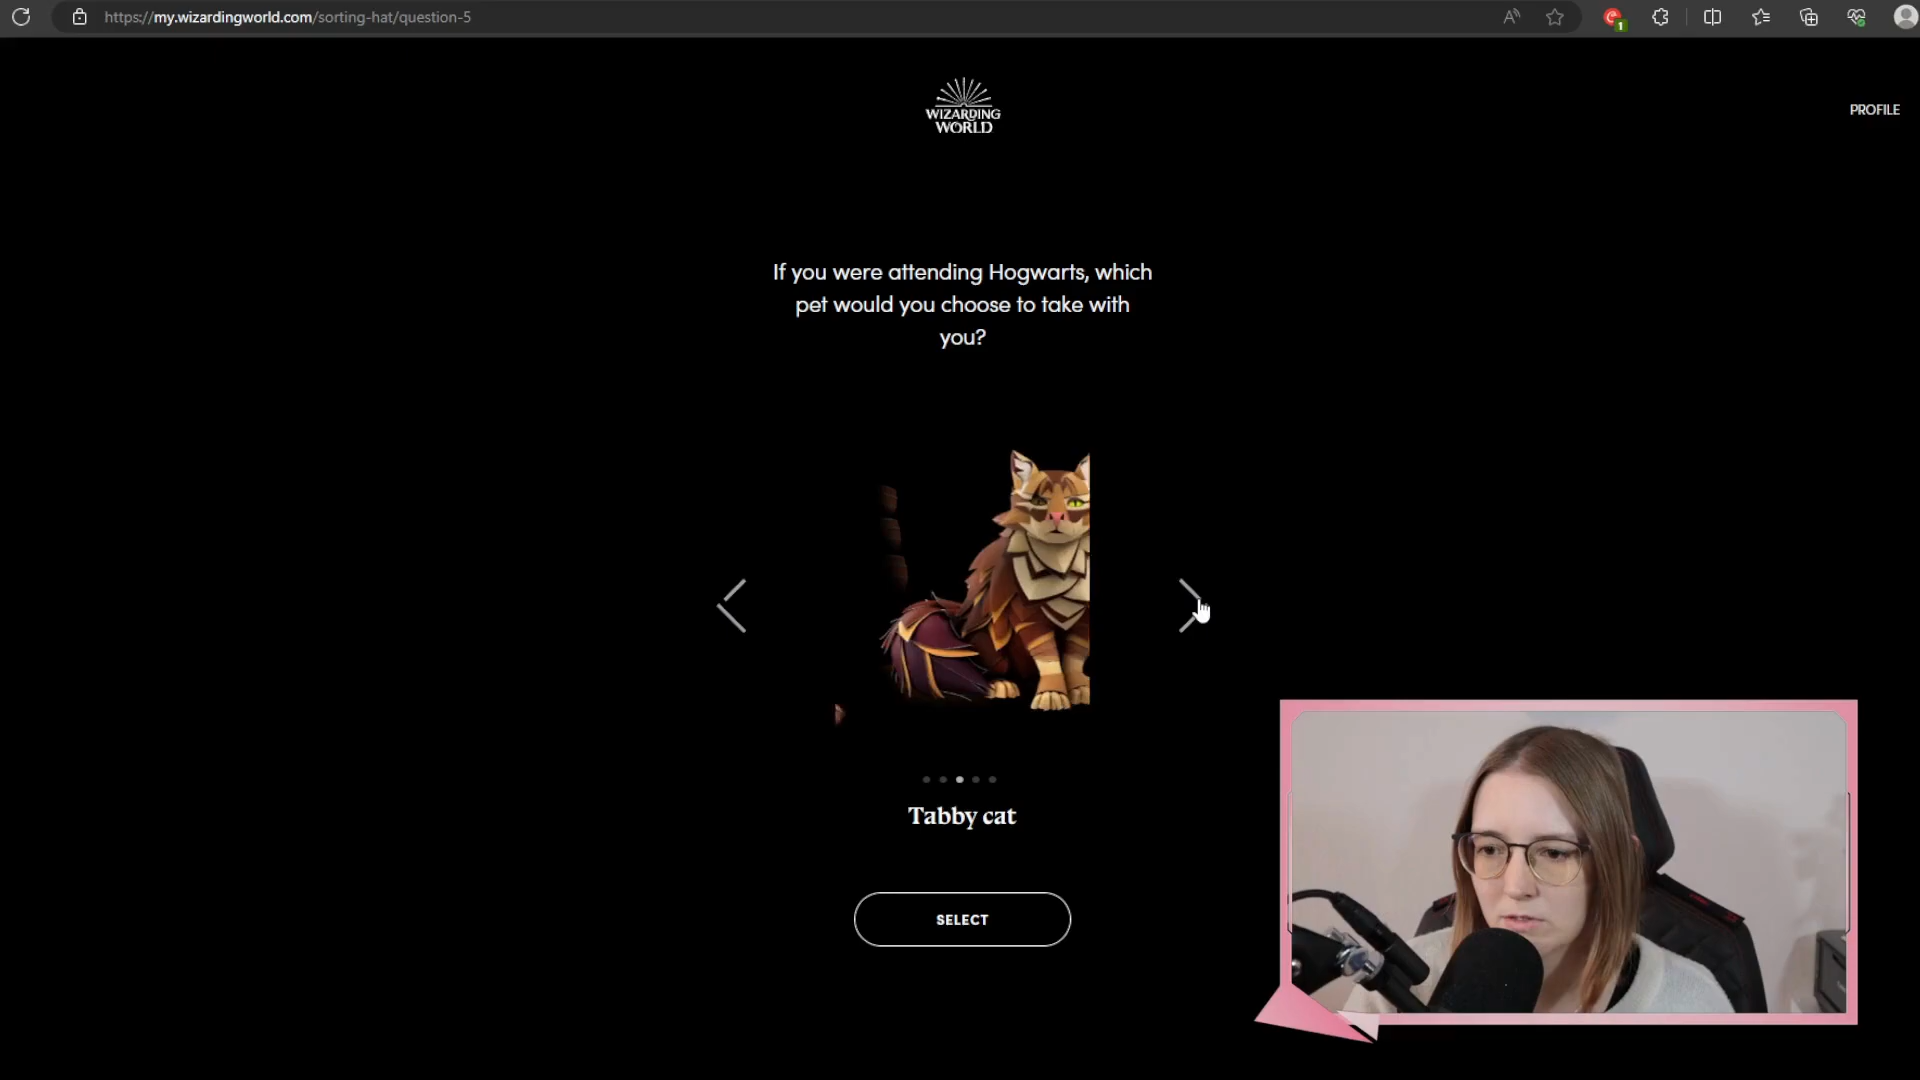 https://my.wizardingworld.com/sorting-hat/question-5
1
WIZARDING
WORLD
PROFILE
If you were attending Hogwarts, which
pet would you choose to take with
you?
Tabby cat
SELECT